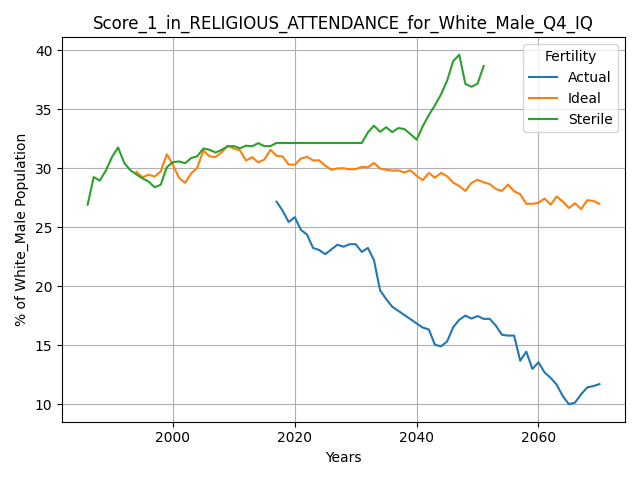 Score_1_in_RELIGIOUS_ATTENDANCE_for_White_Male_Q4_IQ
Fertility
Actual
Ideal
Sterile
% of White_Male Population
40
35
30
25
20
15
10
2000
2020
2040
2060
Years